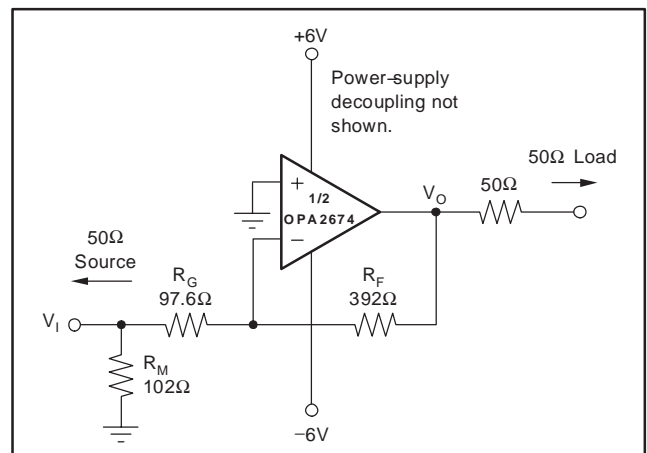 +6V
Power–supply
decoupling not
shown.
50Ω Load
+
1/2
OPA2674
−
V_O
50Ω
50Ω
Source
R_G
97.6Ω
R_F
392Ω
V_I
R_M
102Ω
−6V